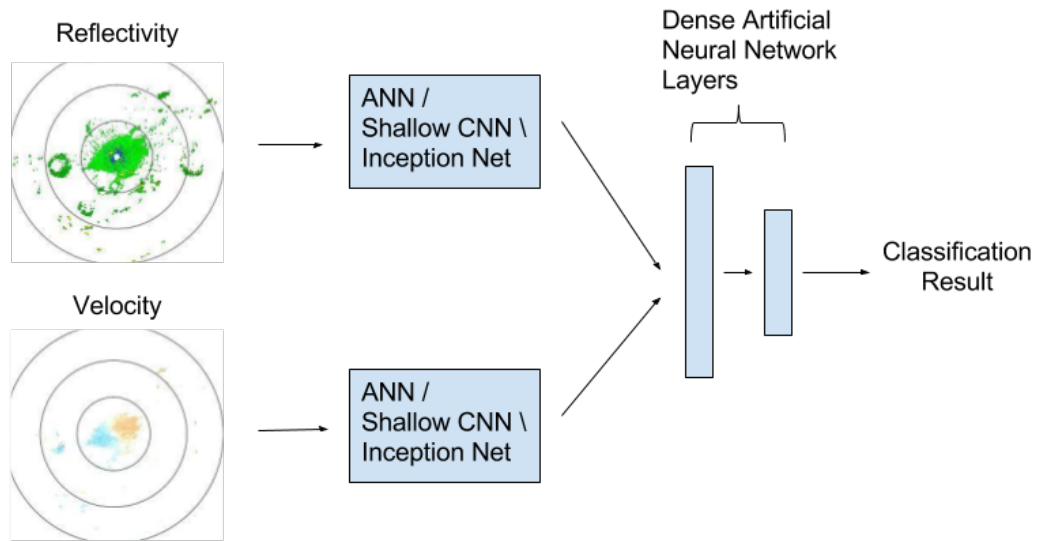 Reflectivity
ANN /
Shallow CNN \
Inception Net
Velocity
ANN /
Shallow CNN \
Inception Net
Dense Artificial
Neural Network
Layers
Classification
Result